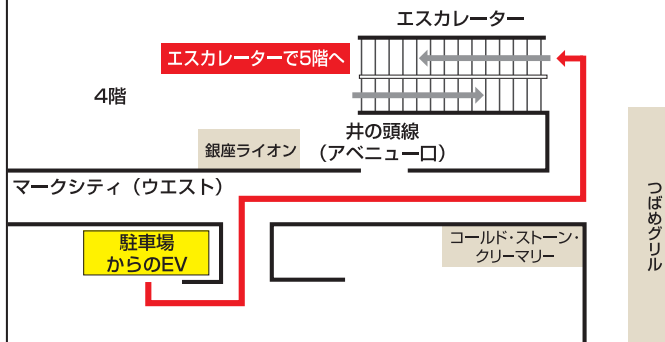 エスカレーター
エスカレーターで5階へ
4階
井の頭線
（アベニュー口）
銀座ライオン
マークシティ（ウエスト）
駐車場
からのEV
コールド・ストーン・
クリーマリー
つばめグリル